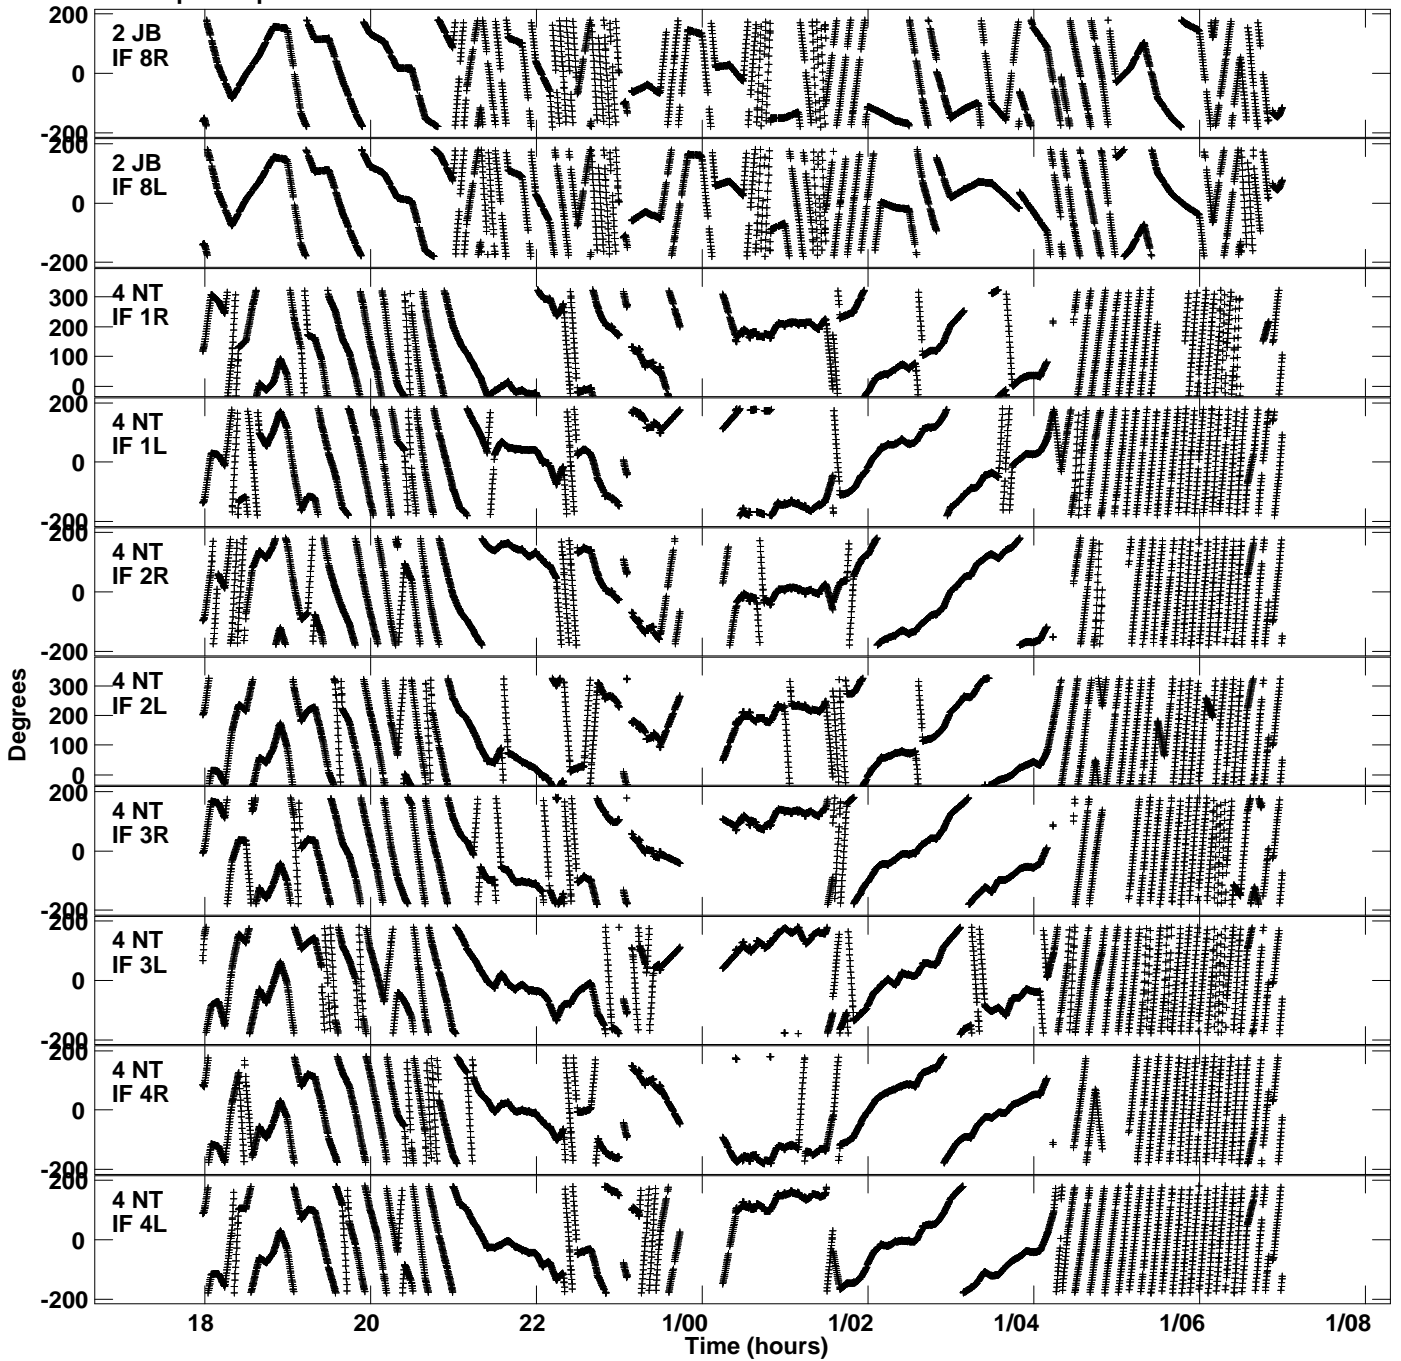 200
0
-200
2 JB
IF 8R
200
0
-200
2 JB
IF 8L
300
200
100
0
4 NT
IF 1R
200
0
-200
4 NT
IF 1L
200
0
-200
4 NT
IF 2R
300
200
100
0
4 NT
IF 2L
200
0
-200
4 NT
IF 3R
200
0
-200
4 NT
IF 3L
200
0
-200
4 NT
IF 4R
200
0
-200
4 NT
IF 4L
Degrees
18 20 22 1/00 1/02 1/04 1/06 1/08
Time (hours)